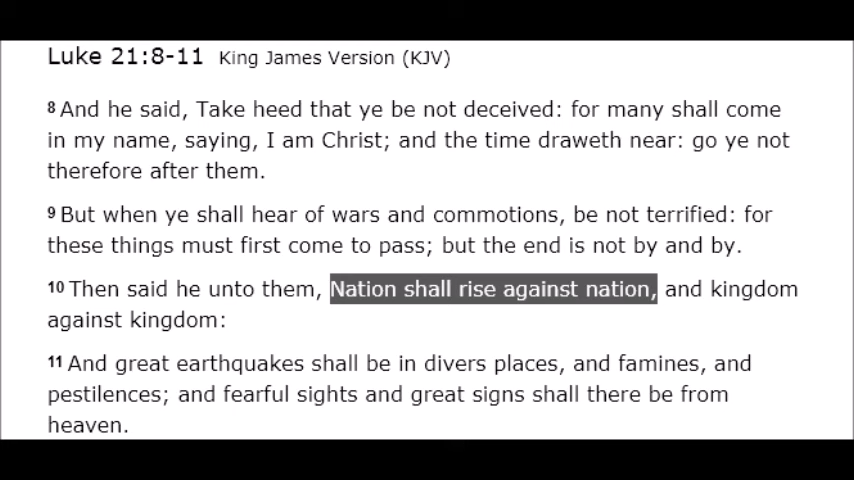 Luke 21:8-11 King James Version (KJV)
8 And he said, Take heed that ye be not deceived: for many shall come
in my name, saying, I am Christ; and the time draweth near: go ye not
therefore after them.
9 But when ye shall hear of wars and commotions, be not terrified: for
these things must first come to pass; but the end is not by and by.
10 Then said he unto them, Nation shall rise against nation, and kingdom
against kingdom:
11 And great earthquakes shall be in divers places, and famines, and
pestilences; and fearful sights and great signs shall there be from
heaven.